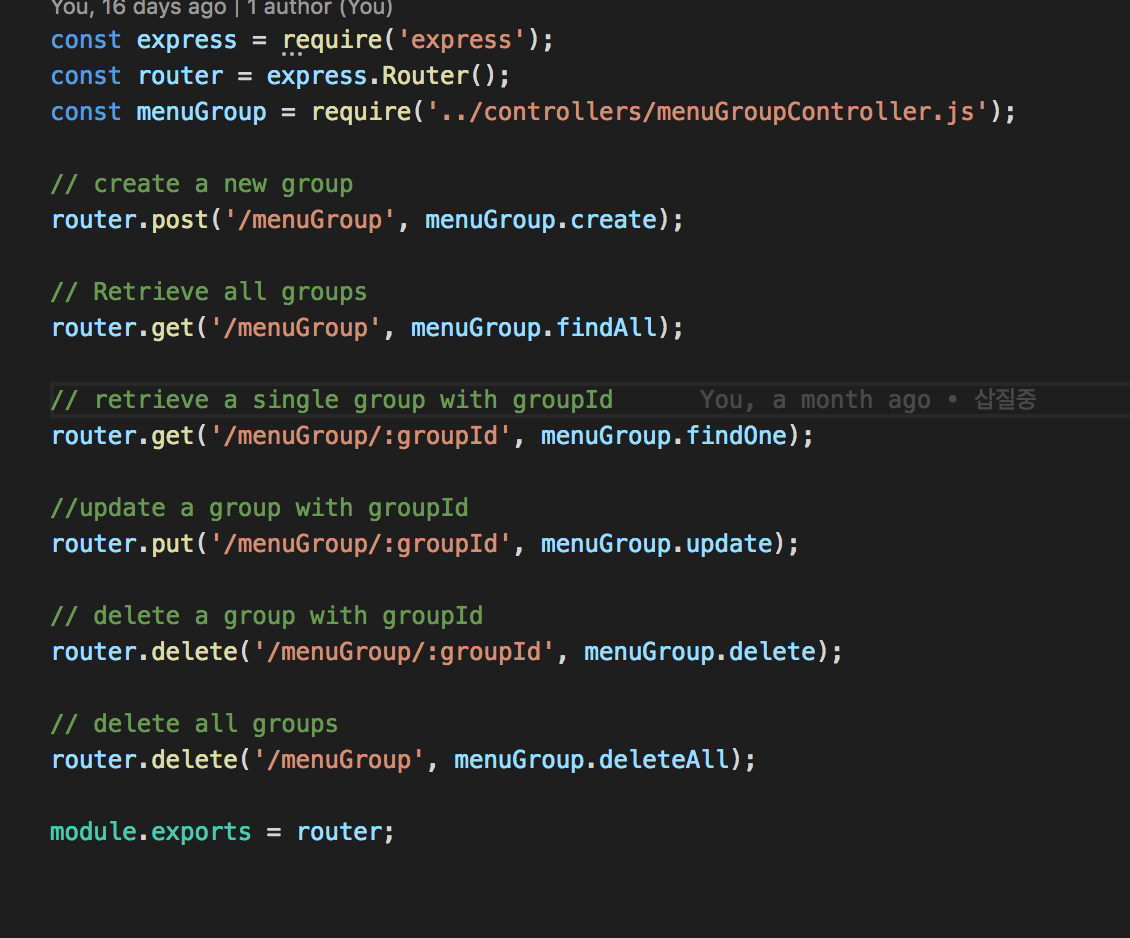 You, 16 days ago | 1 author (You)
const express = require('express');
const router = express.Router();
const menuGroup = require('../controllers/menuGroupController.js');
// create a new group
router.post('/menuGroup', menuGroup.create);
// Retrieve all groups
router.get('/menuGroup', menuGroup.findAll);
// retrieve a single group with groupId You, a month ago • 삽질중
router.get('/menuGroup/:groupId', menuGroup.findOne);
//update a group with groupId
router.put('/menuGroup/:groupId', menuGroup.update);
// delete a group with groupId
router.delete('/menuGroup/:groupId', menuGroup.delete);
// delete all groups
router.delete('/menuGroup', menuGroup.deleteAll);
module.exports = router;